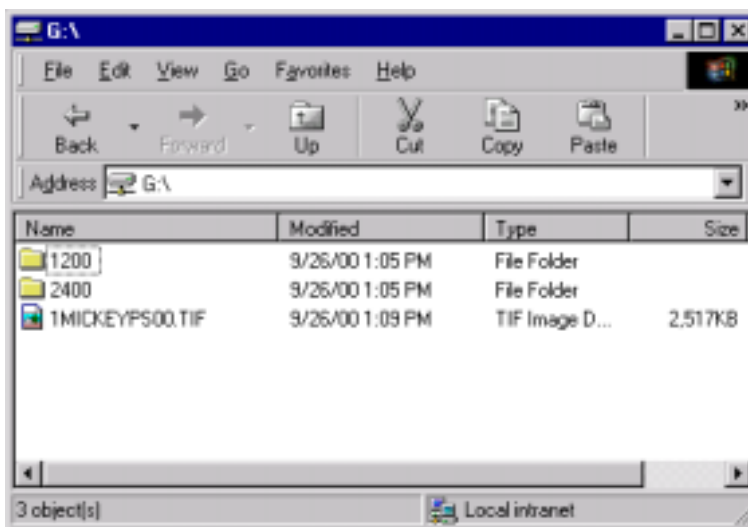 G:\
File Edit View Go Favorites Help
Back Forward Up Cut Copy Paste »
Address G:\
Name Modified Type Size
1200 9/26/00 1:05 PM File Folder
2400 9/26/00 1:05 PM File Folder
1MICKEYPS00.TIF 9/26/00 1:09 PM TIF Image D... 2,517KB
3 object(s) Local intranet